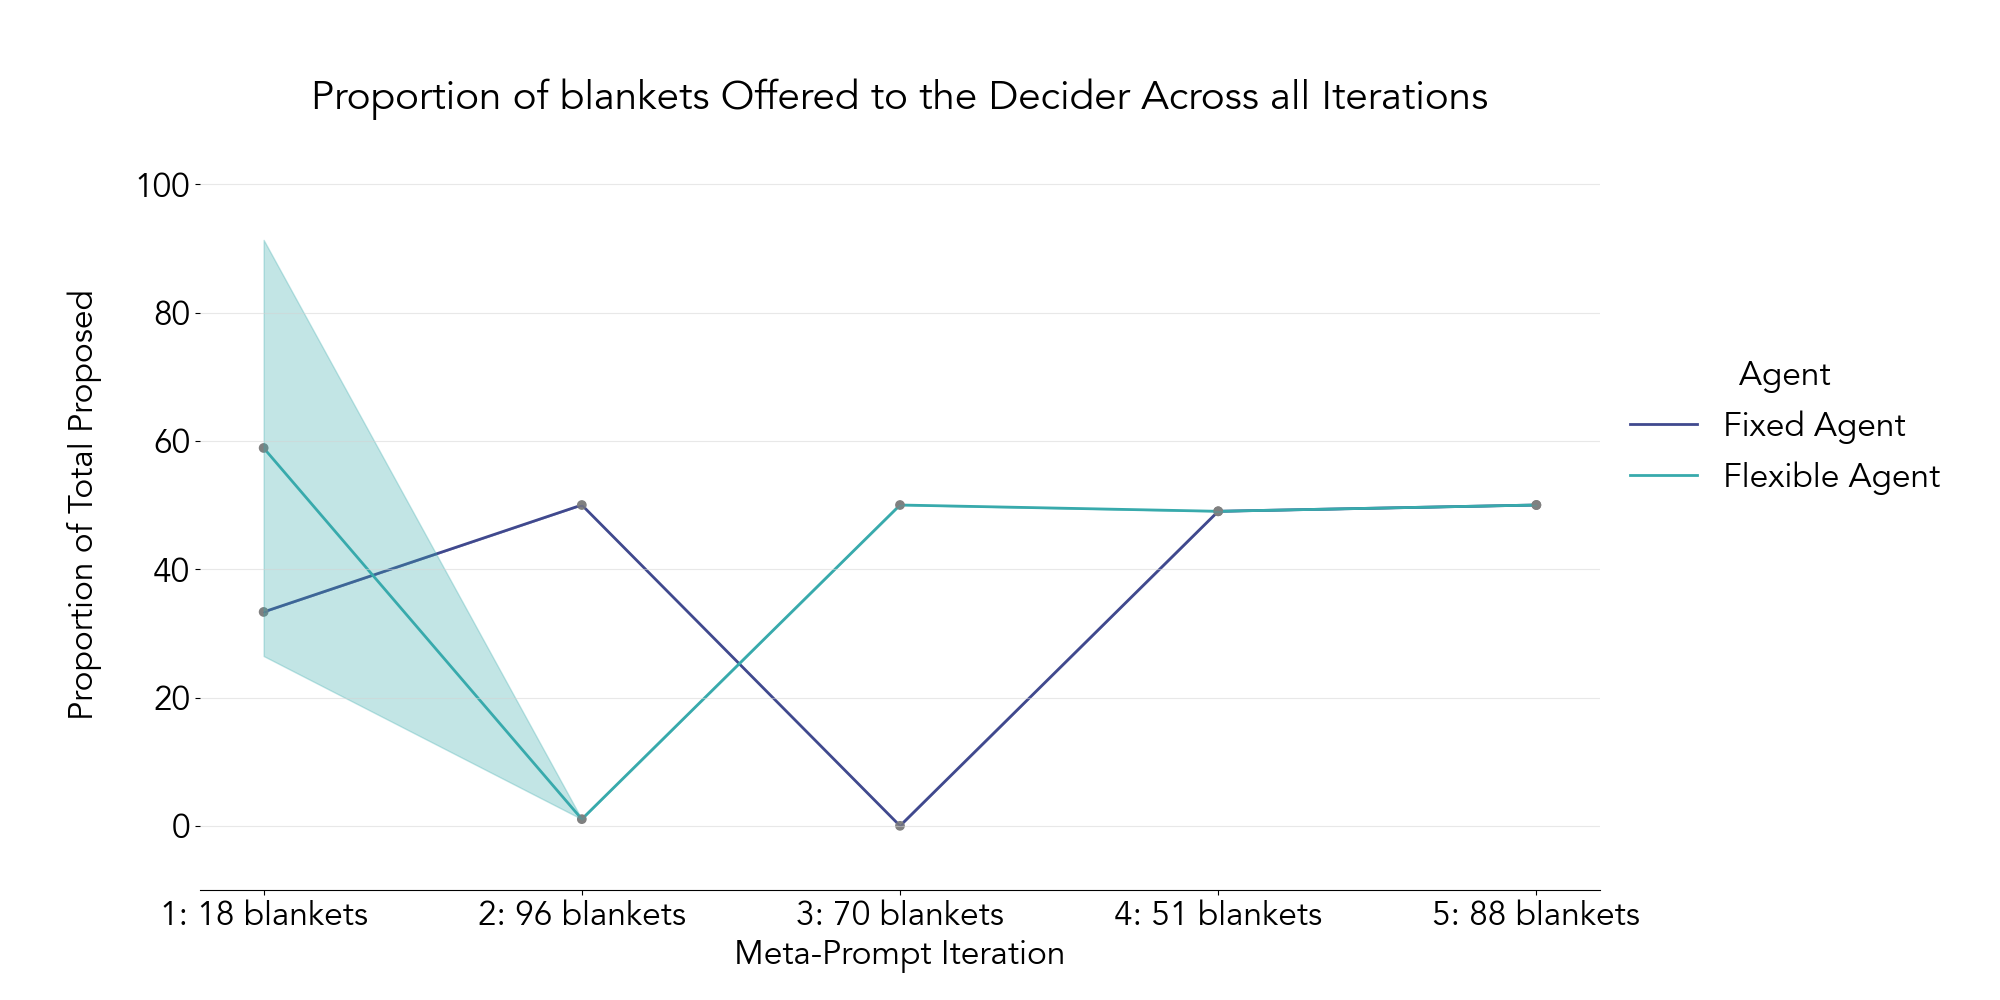 Proportion of blankets Offered to the Decider Across all Iterations
Proportion of Total Proposed
100
80
60
40
20
0
1: 18 blankets
2: 96 blankets
3: 70 blankets
4: 51 blankets
5: 88 blankets
Meta-Prompt Iteration
Agent
Fixed Agent
Flexible Agent